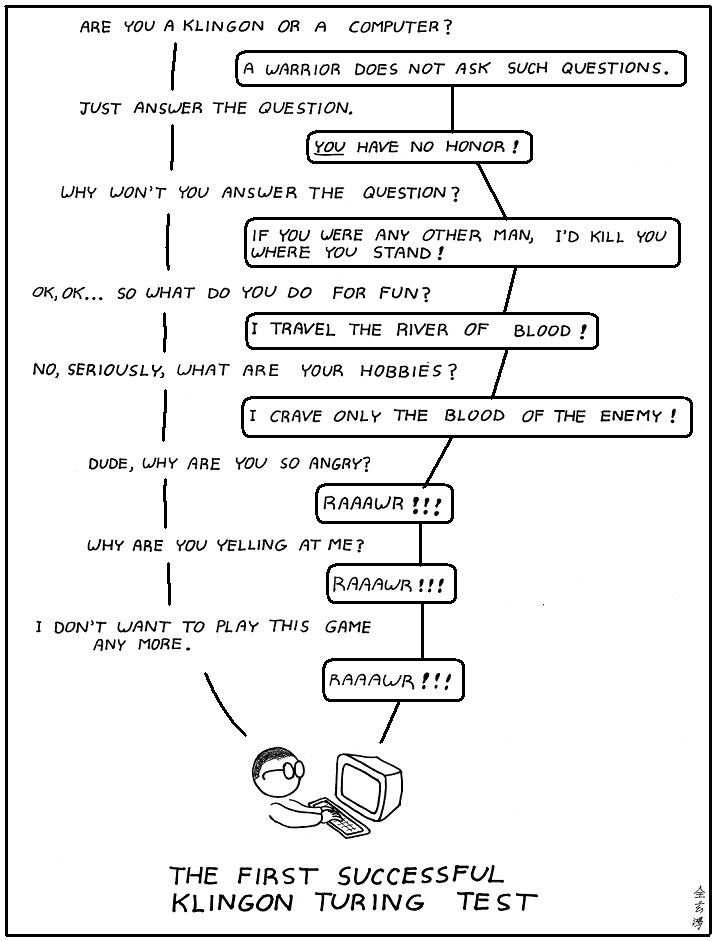 ARE YOU A KLINGON OR A COMPUTER?
A WARRIOR DOES NOT ASK SUCH QUESTIONS.
JUST ANSWER THE QUESTION.
YOU HAVE NO HONOR!
WHY WON'T YOU ANSWER THE QUESTION?
IF YOU WERE ANY OTHER MAN, I'D KILL YOU
WHERE YOU STAND!
OK, OK... SO WHAT DO YOU DO FOR FUN?
I TRAVEL THE RIVER OF BLOOD!
NO, SERIOUSLY, WHAT ARE YOUR HOBBIES?
I CRAVE ONLY THE BLOOD OF THE ENEMY!
DUDE, WHY ARE YOU SO ANGRY?
RAAAWR!!!
WHY ARE YOU YELLING AT ME?
RAAAWR!!!
I DON'T WANT TO PLAY THIS GAME
ANY MORE.
RAAAWR!!!
THE FIRST SUCCESSFUL
KLINGON TURING TEST